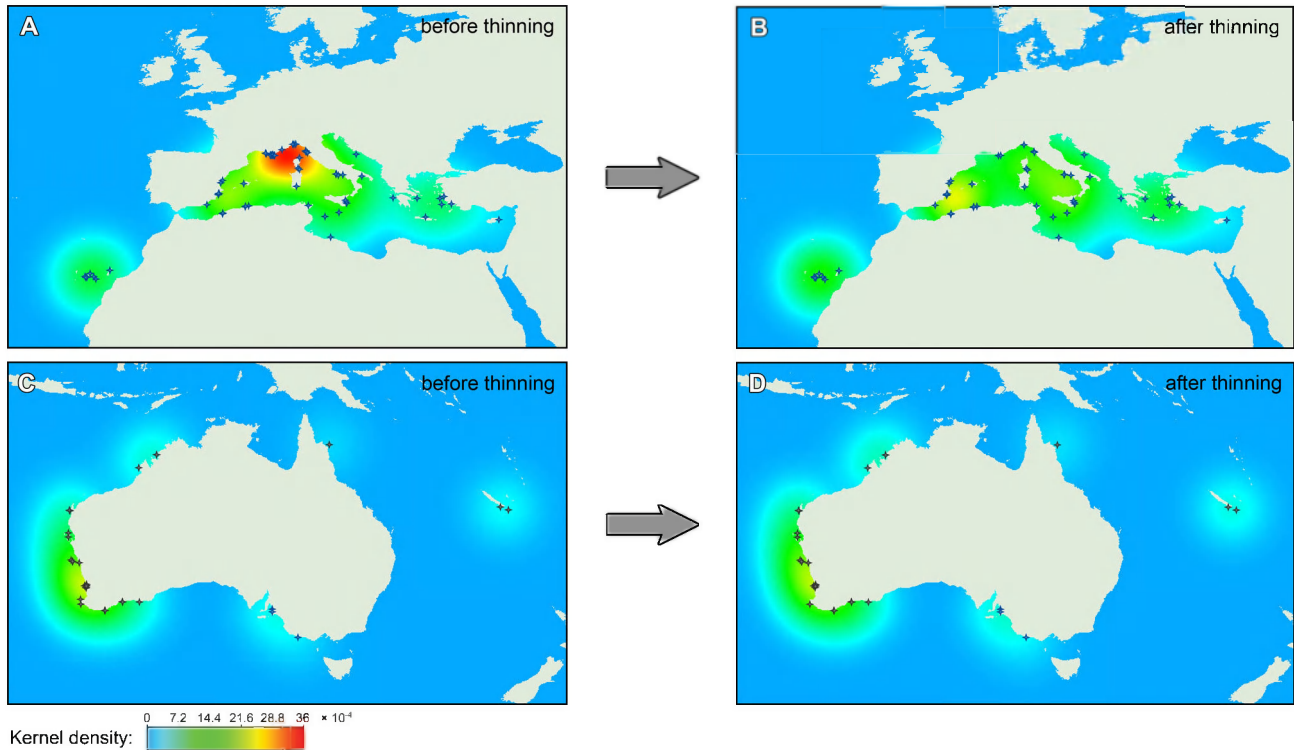 A before thinning
B after thinning
C before thinning
D after thinning
0 7.2 14.4 21.6 28.8 36 × 10⁻⁴
Kernel density: